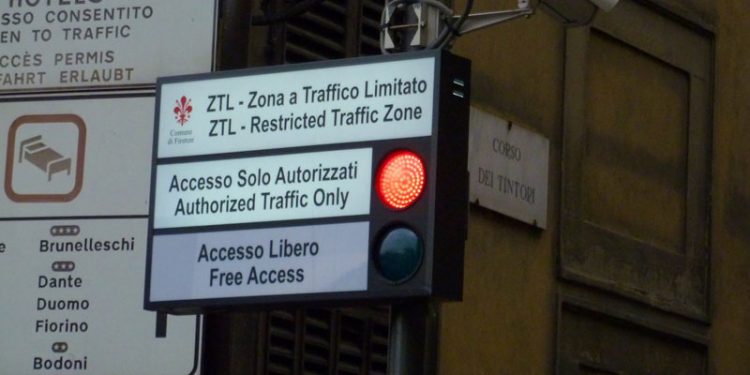 HOTELS
SSO CONSENTITO
EN TO TRAFFIC
CCÈS PERMIS
FAHRT ERLAUBT
Brunelleschi
Dante
Duomo
Fiorino
Bodoni
Comune
di Firenze
ZTL - Zona a Traffico Limitato
ZTL - Restricted Traffic Zone
Accesso Solo Autorizzati
Authorized Traffic Only
Accesso Libero
Free Access
CORSO
DEI TINTORI